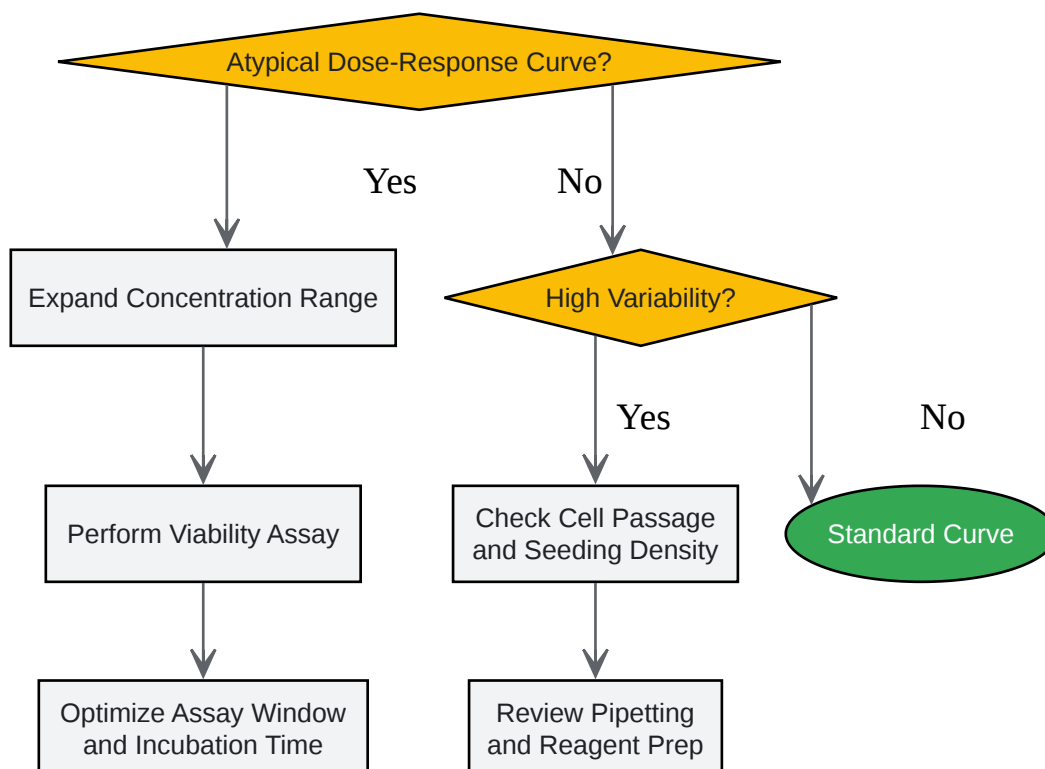 Atypical Dose-Response Curve?
Yes
No
Expand Concentration Range
High Variability?
Yes
No
Perform Viability Assay
Check Cell Passage
and Seeding Density
Standard Curve
Optimize Assay Window
and Incubation Time
Review Pipetting
and Reagent Prep